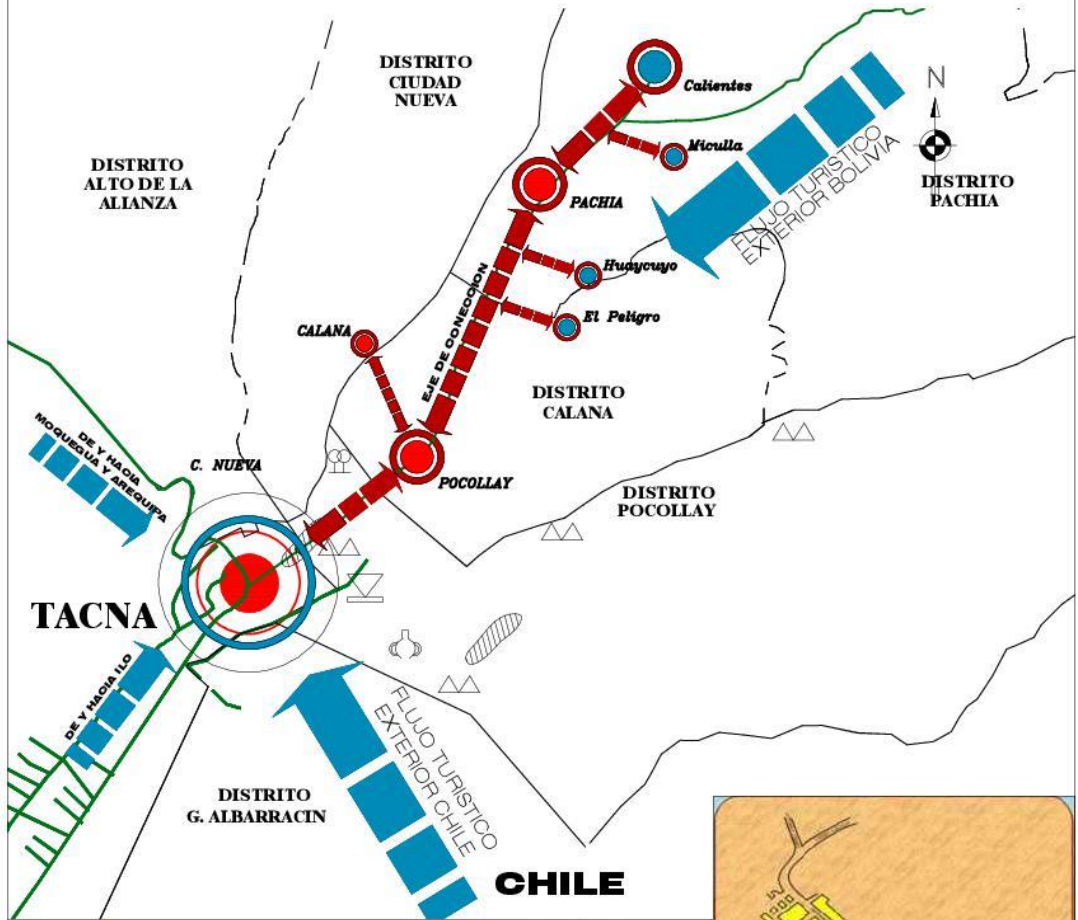 DISTRITO
CIUDAD
NUEVA
Calientes
N
DISTRITO
ALTO DE LA
ALIANZA
Miculla
FLUJO TURISTICO
EXTERIOR BOLIVIA
DISTRITO
PACHIA
PACHIA
Huaycuyo
El Peligro
EJE DE CONECCION
CALANA
DISTRITO
CALANA
DE Y HACIA
MOQUEGUA Y AREQUIPA
C. NUEVA
POCOLLAY
DISTRITO
POCOLLAY
TACNA
DE Y HACIA ILO
FLUJO TURISTICO
EXTERIOR CHILE
DISTRITO
G. ALBARRACIN
CHILE